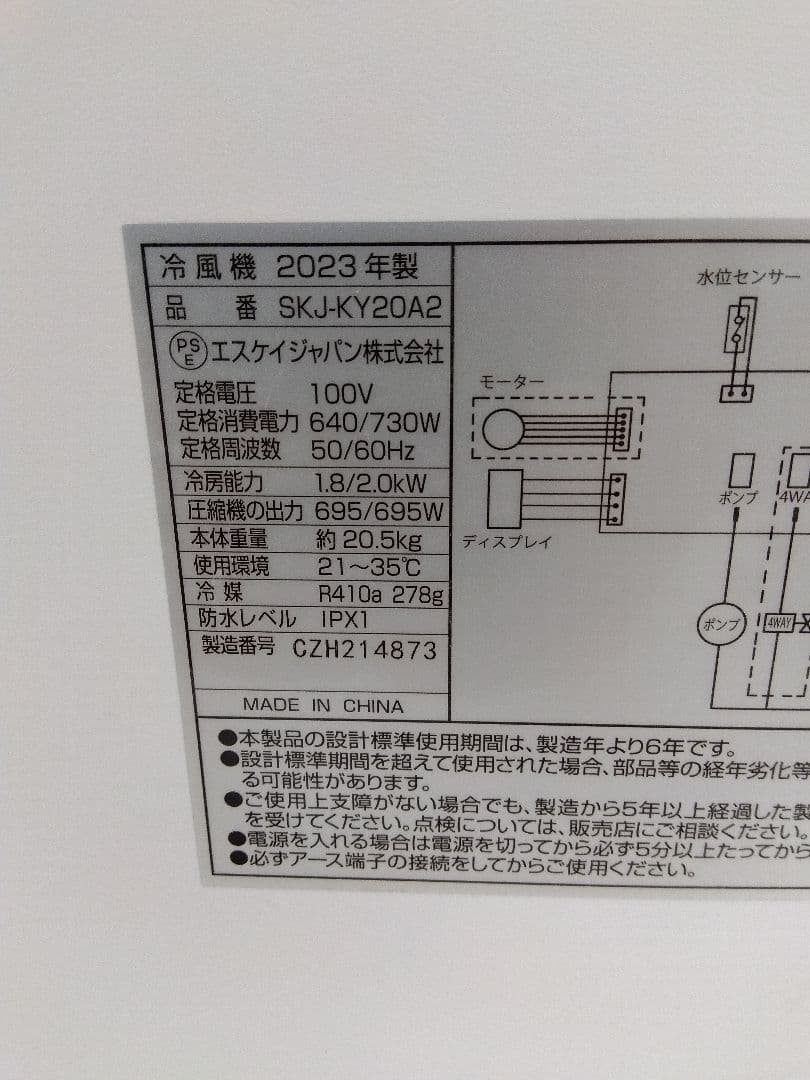 冷風機 2023年製
品番 SKJ-KY20A2
PSE エスケイジャパン株式会社
定格電圧 100V
定格消費電力 640/730W
定格周波数 50/60Hz
冷房能力 1.8/2.0kW
圧縮機の出力 695/695W
本体重量 約20.5kg
使用環境 21〜35℃
冷媒 R410a 278g
防水レベル IPX1
製造番号 CZH214873
MADE IN CHINA
水位センサー
モーター
ポンプ 4WA
ディスプレイ
ポンプ 4WAY
●本製品の設計標準使用期間は、製造年より6年です。
●設計標準期間を超えて使用された場合、部品等の経年劣化等
る可能性があります。
●ご使用上支障がない場合でも、製造から5年以上経過した製
を受けてください。点検については、販売店にご相談ください。
●電源を入れる場合は電源を切ってから必ず5分以上たってから
●必ずアース端子の接続をしてからご使用ください。